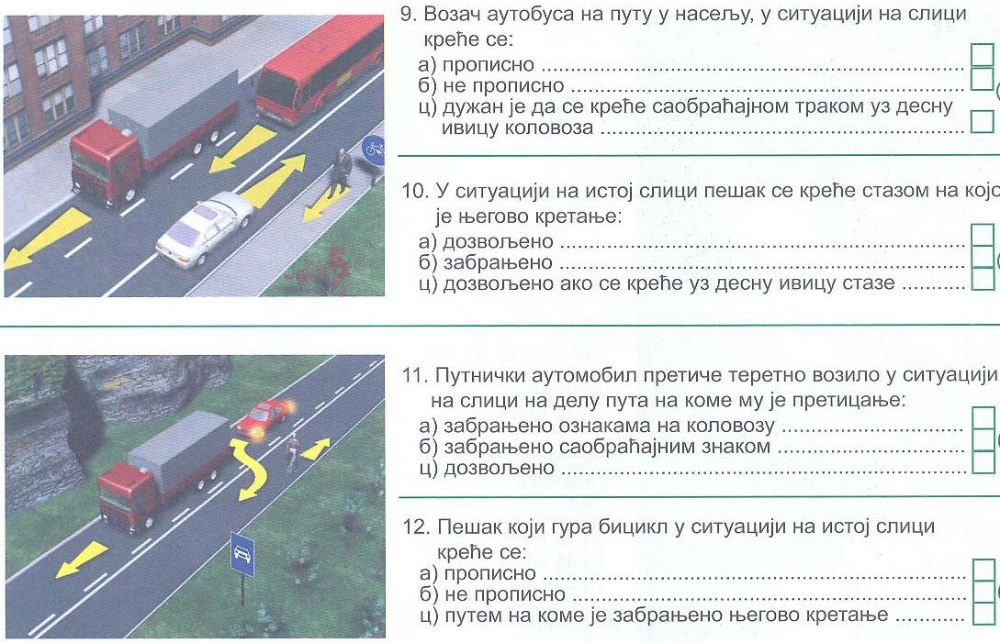 9. Возач аутобуса на путу у насељу, у ситуацији на слици
креће се:
а) прописно
б) не прописно
ц) дужан је да се креће саобраћајном траком уз десну
ивицу коловоза
10. У ситуацији на истој слици пешак се креће стазом на којо
је његово кретање:
а) дозвољено
б) забрањено
ц) дозвољено ако се креће уз десну ивицу стазе
11. Путнички аутомобил претиче теретно возило у ситуацији
на слици на делу пута на коме му је претицање:
а) забрањено ознакама на коловозу
б) забрањено саобраћајним знаком
ц) дозвољено
12. Пешак који гура бицикл у ситуацији на истој слици
креће се:
а) прописно
б) не прописно
ц) путем на коме је забрањено његово кретање